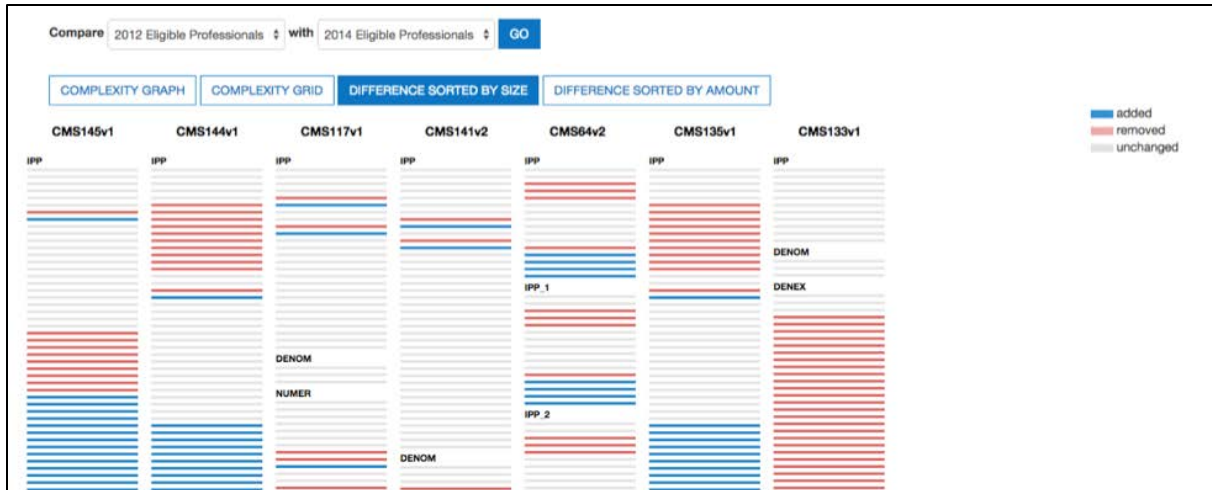 Compare 2012 Eligible Professionals with 2014 Eligible Professionals GO
COMPLEXITY GRAPH COMPLEXITY GRID DIFFERENCE SORTED BY SIZE DIFFERENCE SORTED BY AMOUNT
added
removed
unchanged
CMS145v1 CMS144v1 CMS117v1 CMS141v2 CMS64v2 CMS135v1 CMS133v1
IPP IPP IPP IPP IPP IPP IPP
DENOM
IPP_1 DENEX
DENOM
NUMER
IPP_2
DENOM